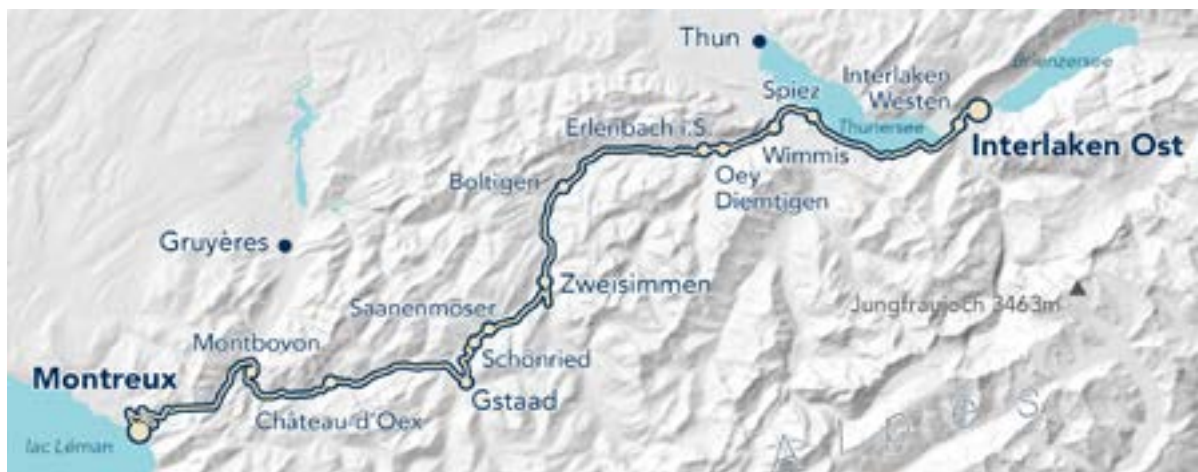 Thun
Brienzersee
Interlaken
Westen
Spiez
Thunersee
Interlaken Ost
Erlenbach i.S.
Wimmis
Oey
Diemtigen
Boltigen
Gruyères
Zweisimmen
Jungfraujoch 3463m
Saanenmöser
Montbovon
Schönried
Montreux
Gstaad
Château-d'Oex
lac Léman
ALPES